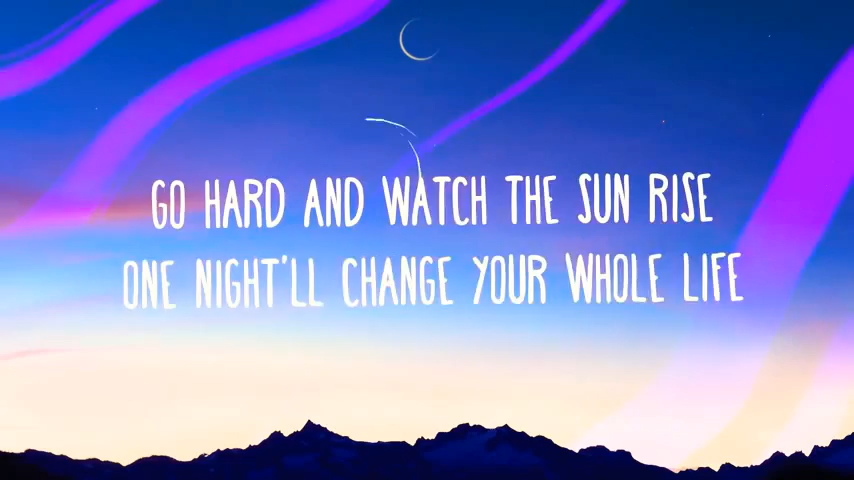 GO HARD AND WATCH THE SUN RISE
ONE NIGHT'LL CHANGE YOUR WHOLE LIFE